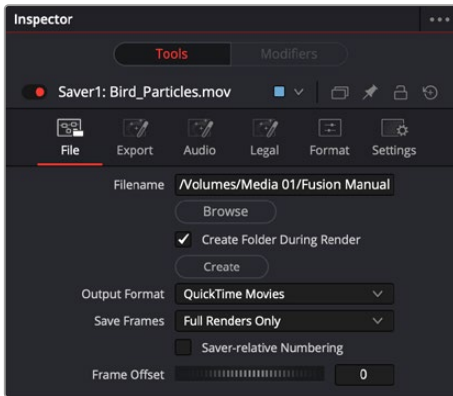 Inspector
Tools Modifiers
Saver1: Bird_Particles.mov
File Export Audio Legal Format Settings
Filename /Volumes/Media 01/Fusion Manual
Browse
Create Folder During Render
Create
Output Format QuickTime Movies
Save Frames Full Renders Only
Saver-relative Numbering
Frame Offset 0